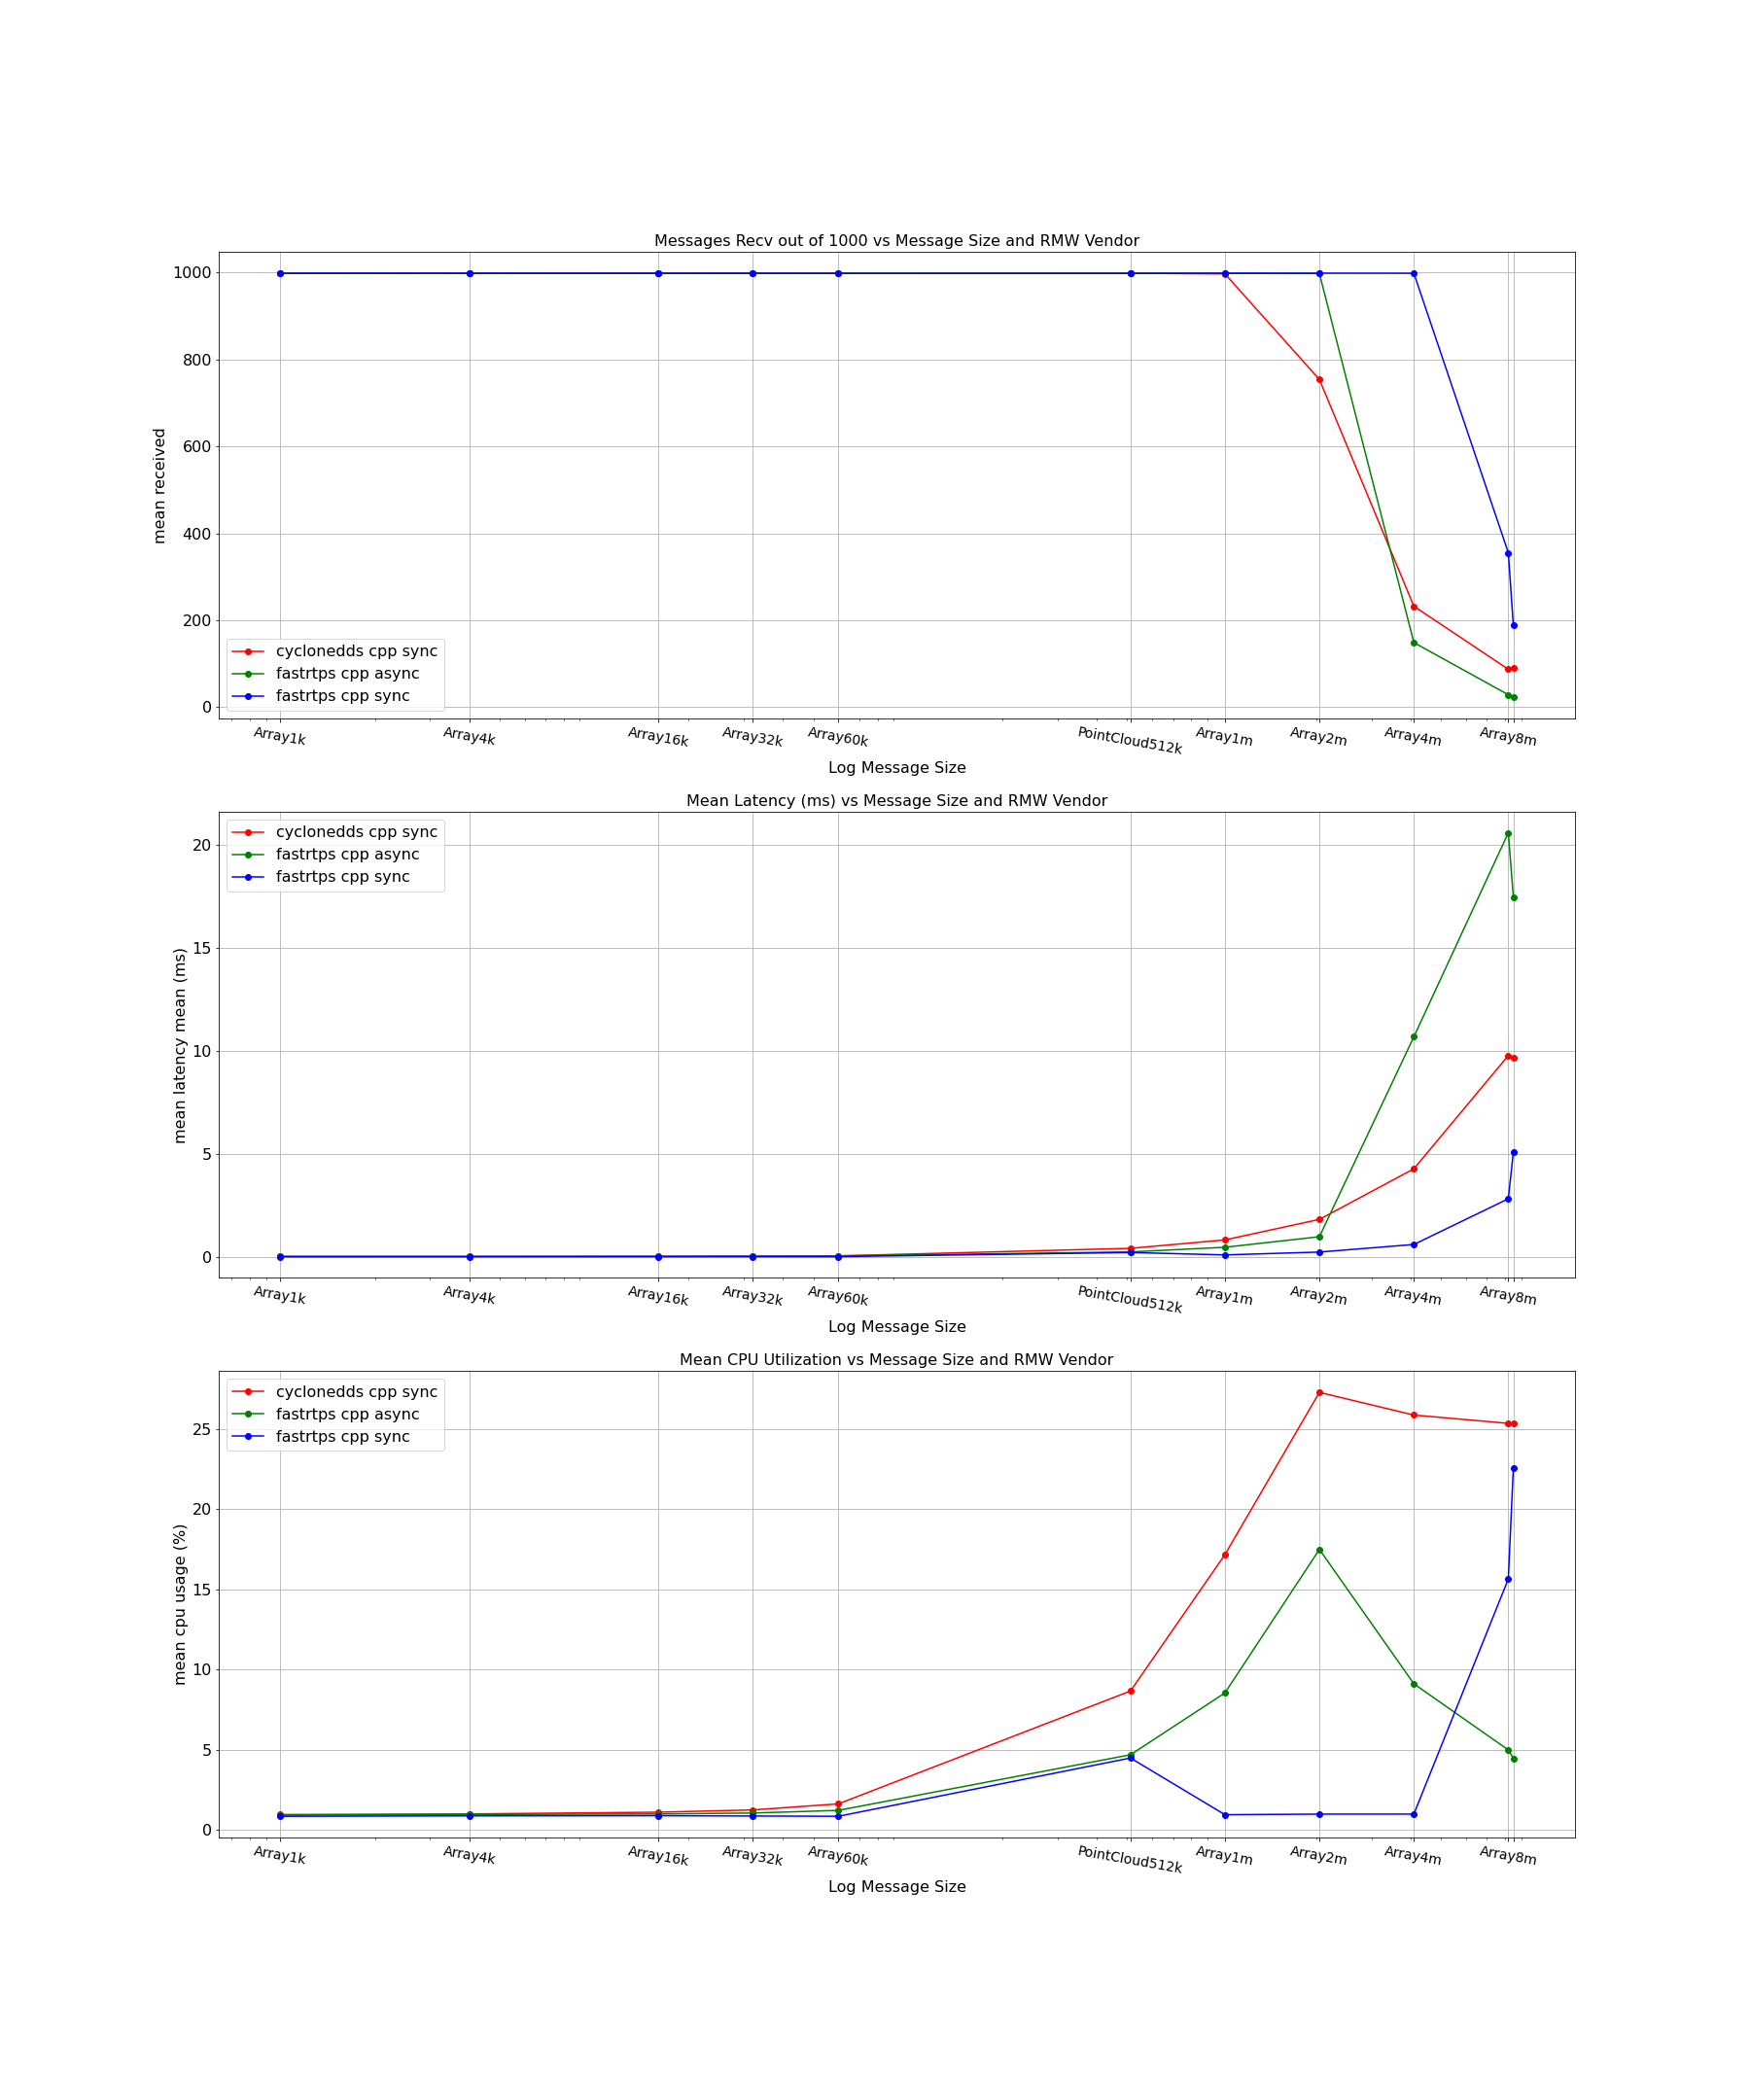 Messages Recv out of 1000 vs Message Size and RMW Vendor
mean received
1000
800
600
400
200
0
cyclonedds cpp sync
fastrtps cpp async
fastrtps cpp sync
Array1k Array4k Array16k Array32k Array60k PointCloud512k Array1m Array2m Array4m Array8m
Log Message Size
Mean Latency (ms) vs Message Size and RMW Vendor
mean latency mean (ms)
cyclonedds cpp sync
fastrtps cpp async
fastrtps cpp sync
20
15
10
5
0
Array1k Array4k Array16k Array32k Array60k PointCloud512k Array1m Array2m Array4m Array8m
Log Message Size
Mean CPU Utilization vs Message Size and RMW Vendor
mean cpu usage (%)
cyclonedds cpp sync
fastrtps cpp async
fastrtps cpp sync
25
20
15
10
5
0
Array1k Array4k Array16k Array32k Array60k PointCloud512k Array1m Array2m Array4m Array8m
Log Message Size